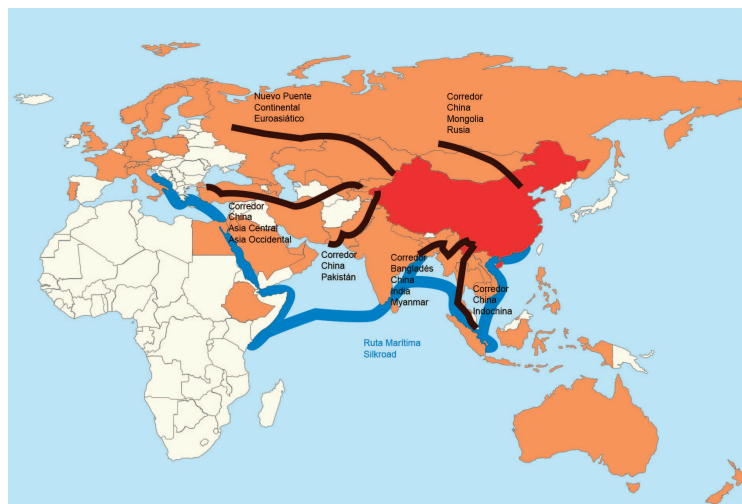 Nuevo Puente
Continental
Euroasiático
Corredor
China
Mongolia
Rusia
Corredor
China
Asia Central
Asia Occidental
Corredor
China
Pakistán
Corredor
Bangladés
China
India
Myanmar
Corredor
China
Indochina
Ruta Marítima
Silkroad